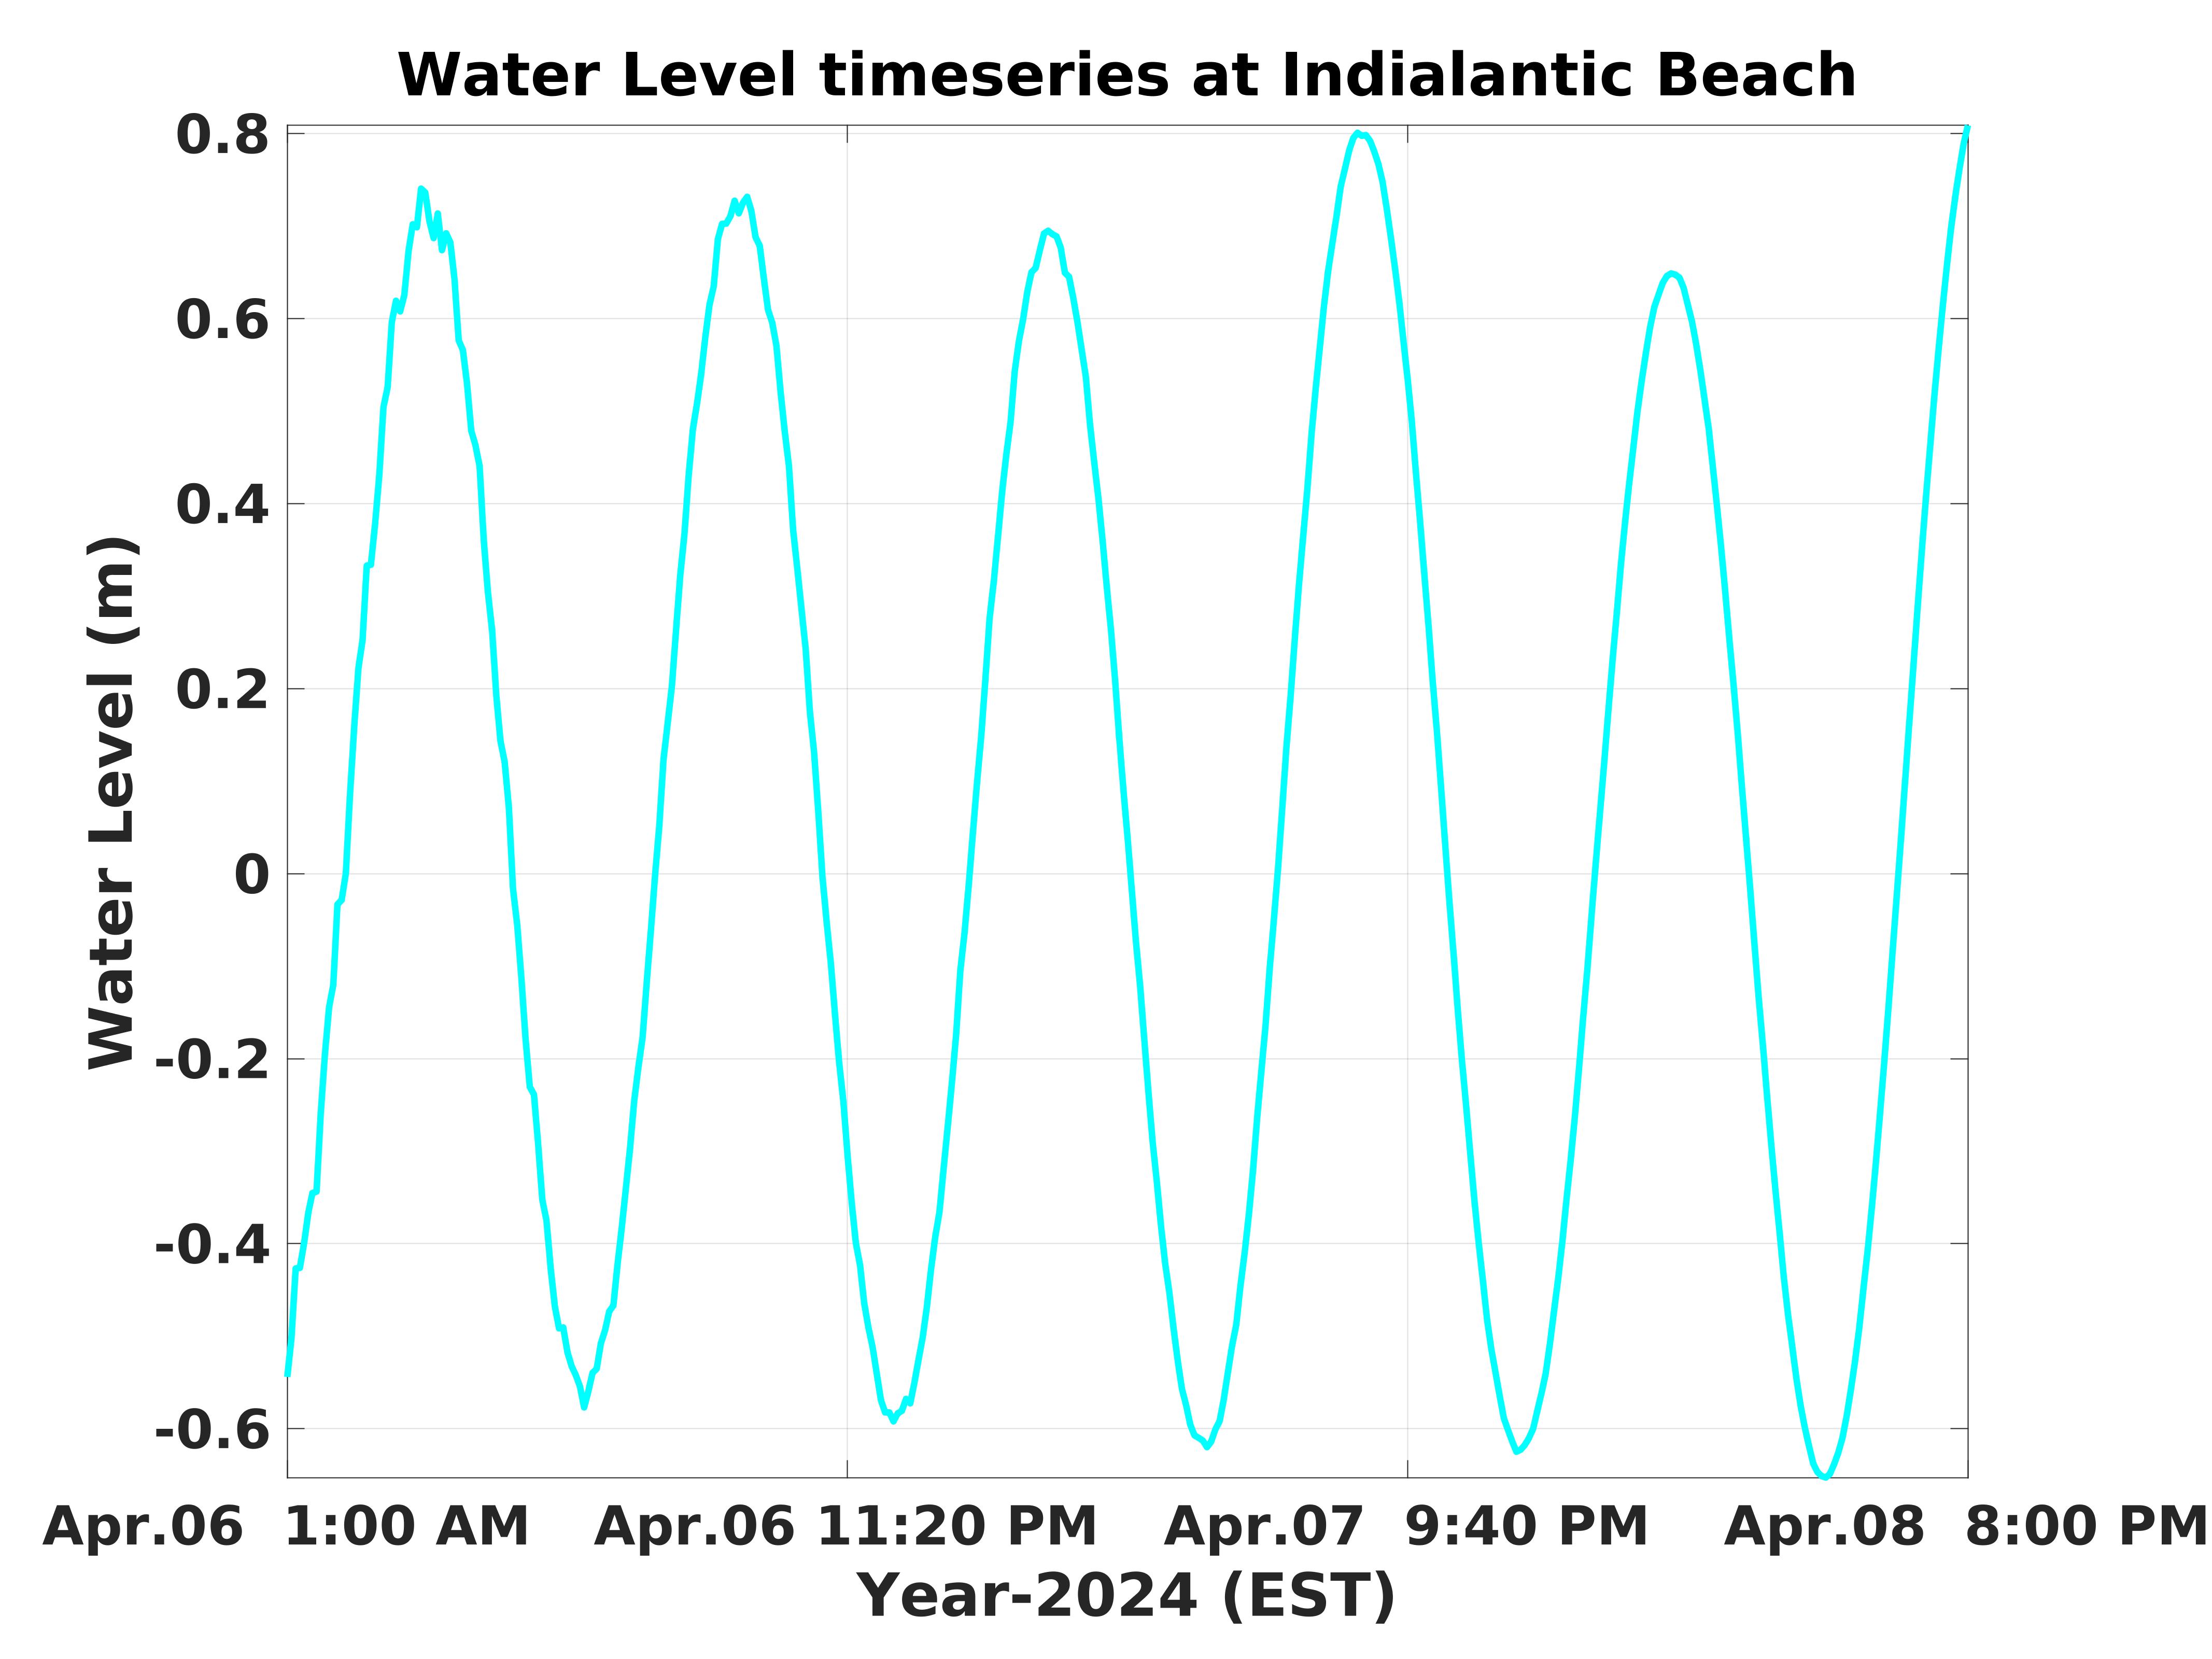 Water Level timeseries at Indialantic Beach
Water Level (m)
0.8
0.6
0.4
0.2
0
-0.2
-0.4
-0.6
Apr.06 1:00 AM Apr.06 11:20 PM Apr.07 9:40 PM Apr.08 8:00 PM
Year-2024 (EST)